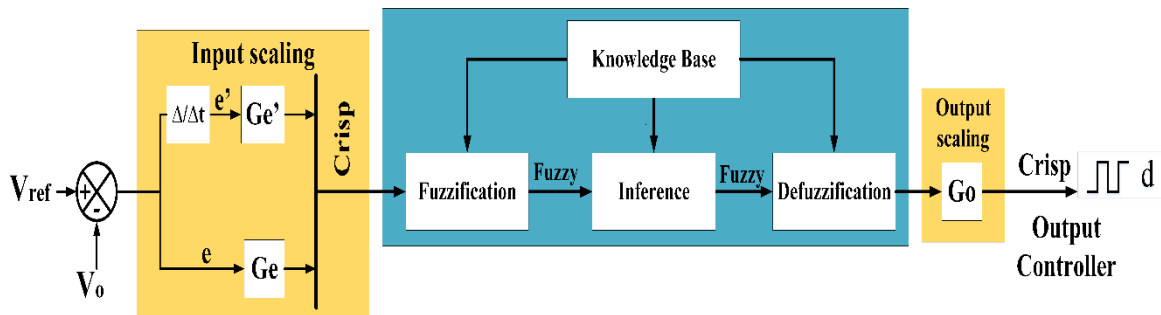 Input scaling
Δ/Δt
e’
Ge’
Crisp
Vref
+
-
Vo
e
Ge
Knowledge Base
Fuzzification
Fuzzy
Inference
Fuzzy
Defuzzification
Output
scaling
Go
Crisp
d
Output
Controller